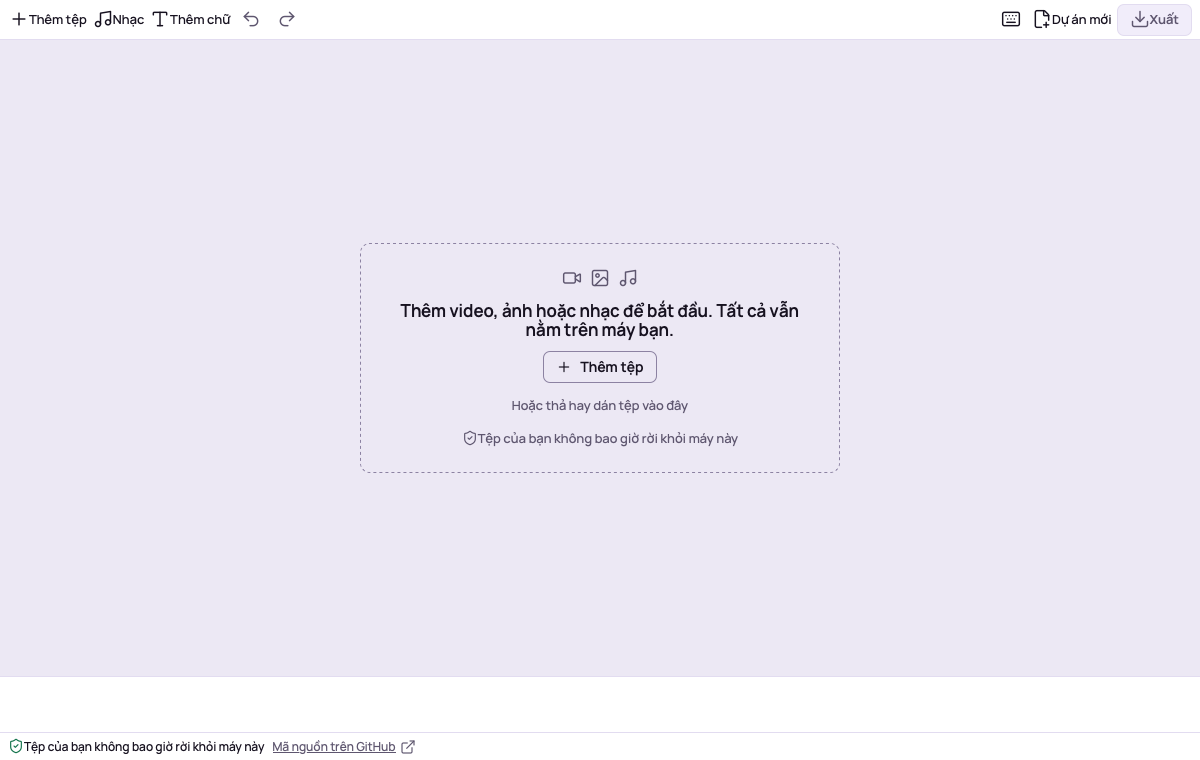 Thêm tệp Nhạc Thêm chữ Dự án mới Xuất
Thêm video, ảnh hoặc nhạc để bắt đầu. Tất cả vẫn
nằm trên máy bạn.
Thêm tệp
Hoặc thả hay dán tệp vào đây
Tệp của bạn không bao giờ rời khỏi máy này
Tệp của bạn không bao giờ rời khỏi máy này Mã nguồn trên GitHub